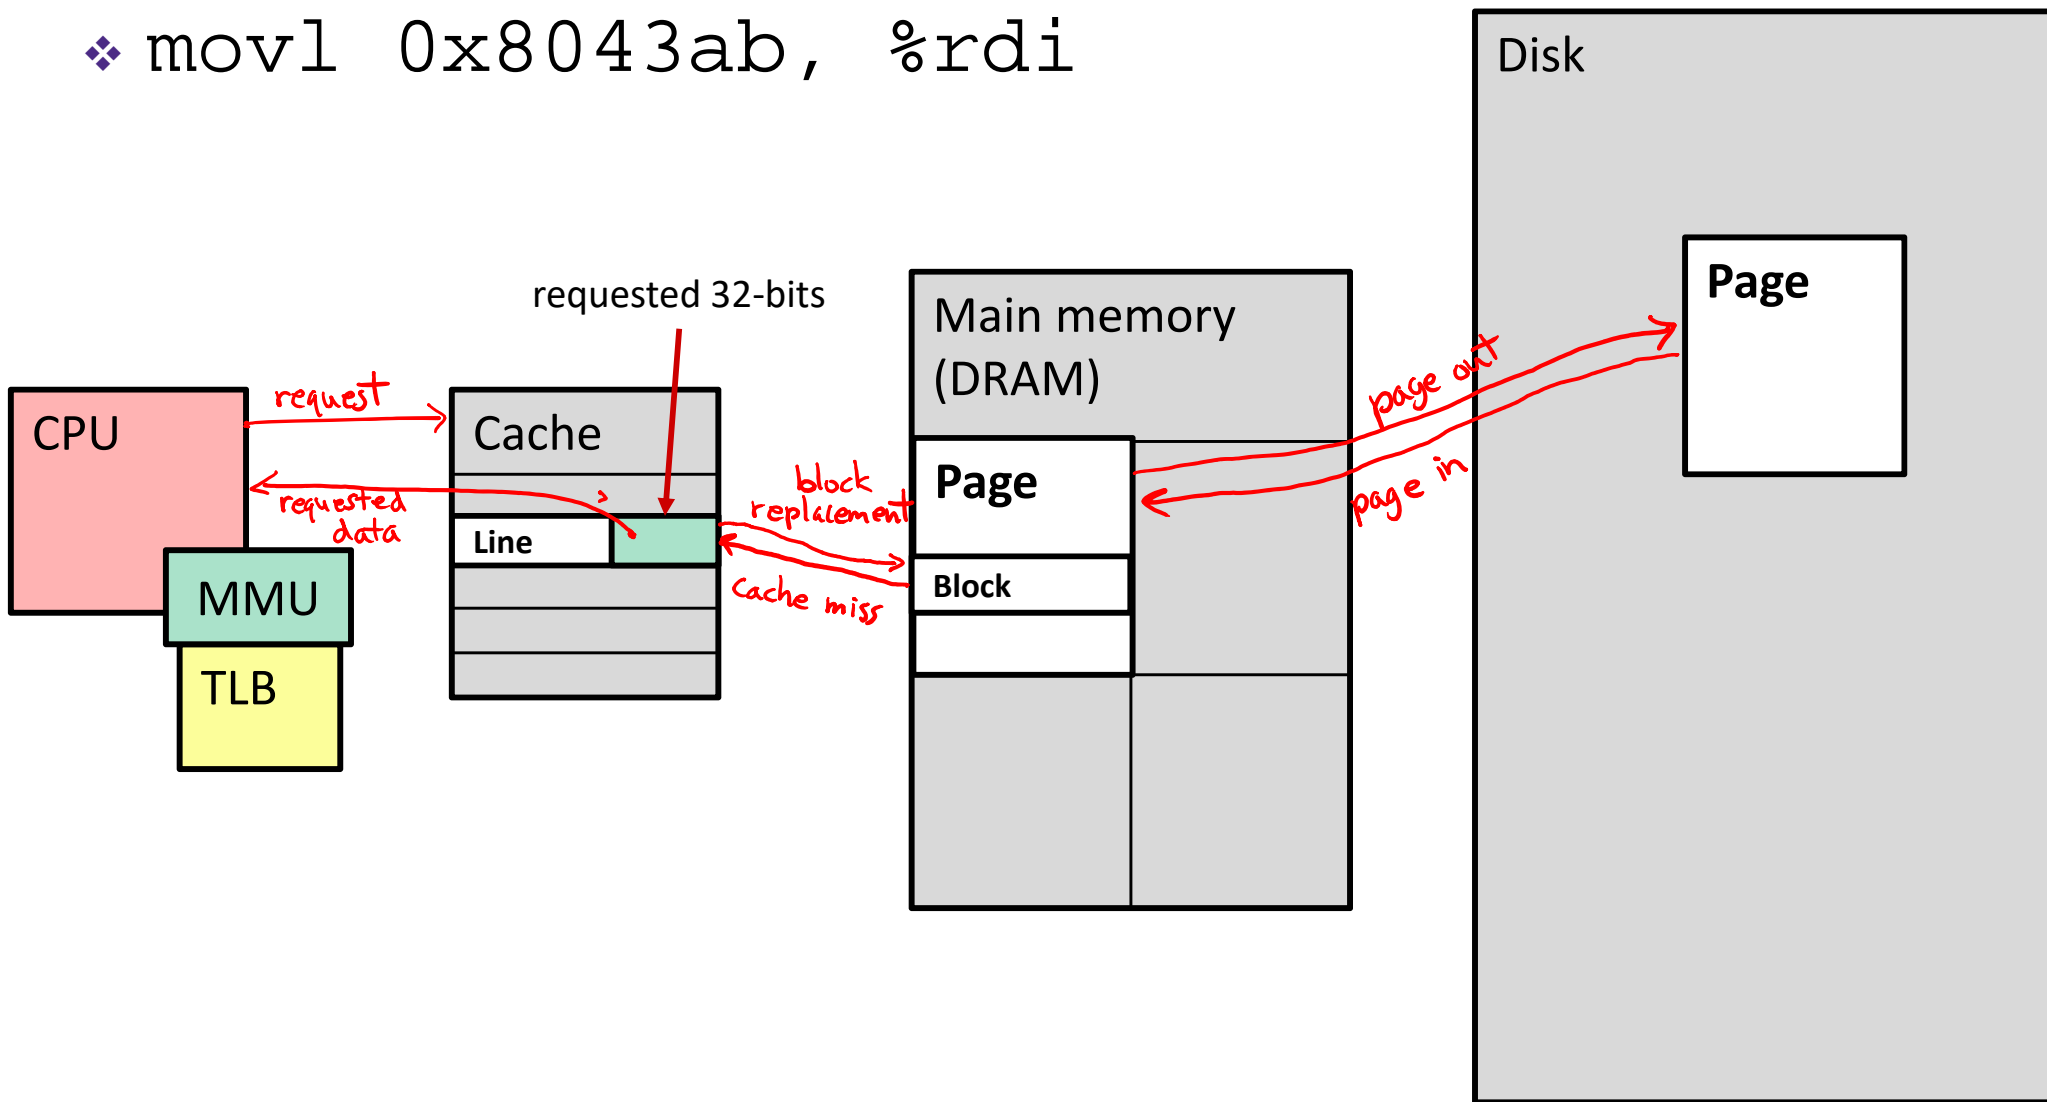 ❖ movl 0x8043ab, %rdi
Disk
Page
requested 32-bits
Main memory
(DRAM)
page out
page in
request
CPU
Cache
block
replacement
Page
requested
data
Line
cache miss
Block
MMU
TLB